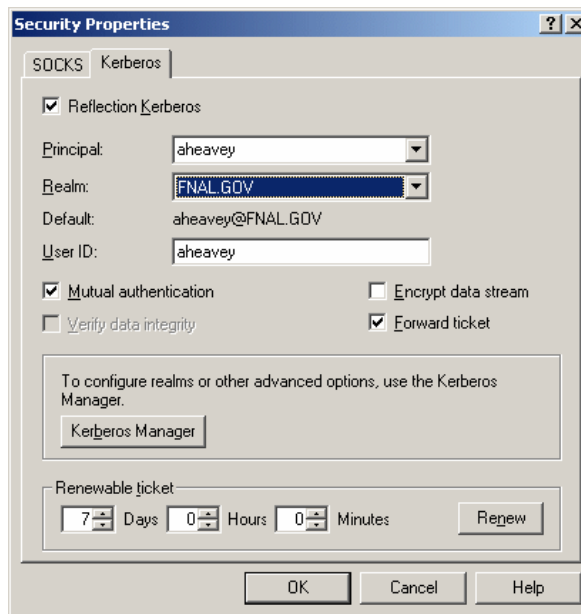 Security Properties
SOCKS Kerberos
Reflection Kerberos
Principal: aheavey
Realm: FNAL.GOV
Default: aheavey@FNAL.GOV
User ID: aheavey
Mutual authentication Encrypt data stream
Verify data integrity Forward ticket
To configure realms or other advanced options, use the Kerberos
Manager.
Kerberos Manager
Renewable ticket
7 Days 0 Hours 0 Minutes Renew
OK Cancel Help